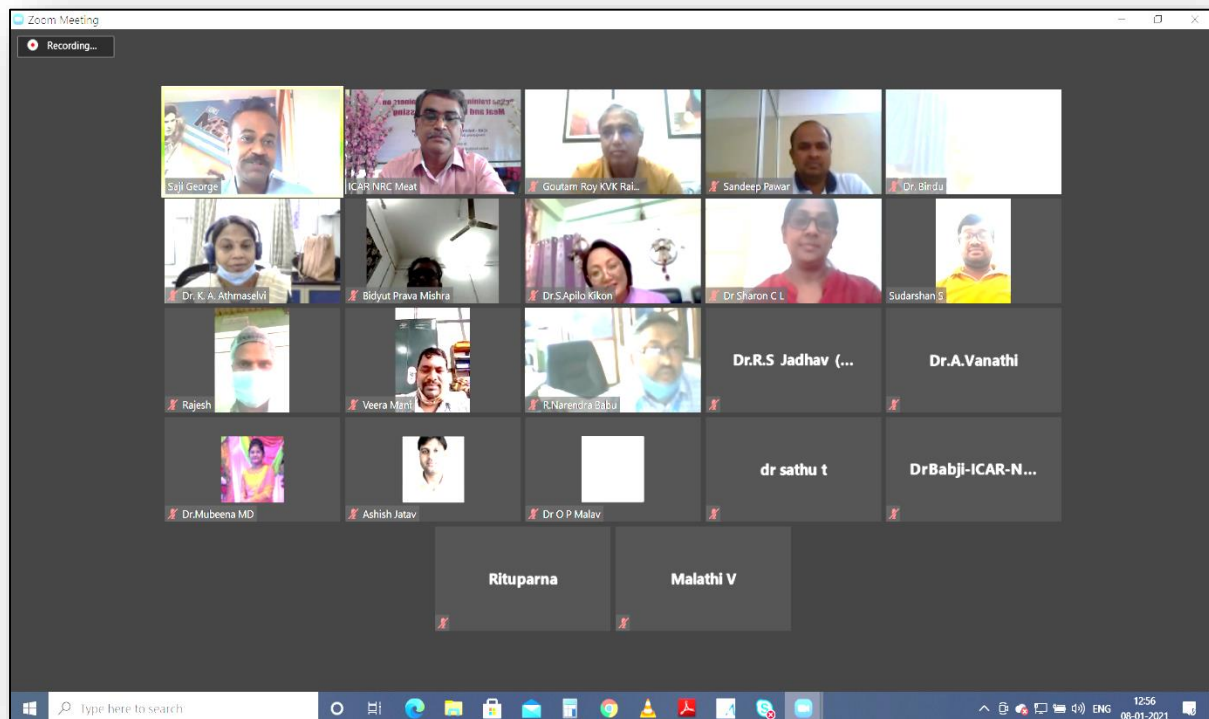 Zoom Meeting
Recording...
Saji George
ICAR NRC Meat
Goutam Roy KVK Rai...
Sandeep Pawar
Dr. Bindu
Dr. K. A. Athmaselvi
Bidyut Prava Mishra
Dr.S.Apilo Kikon
Dr Sharon C L
Sudarshan S
Rajesh
Veera Mani
R.Narendra Babu
Dr.R.S Jadhav (...
Dr.A.Vanathi
Dr.Mubeena MD
Ashish Jatav
Dr O P Malav
dr sathu t
DrBabji-ICAR-N...
Rituparna
Malathi V
Type here to search
ENG
12:56
08-01-2021